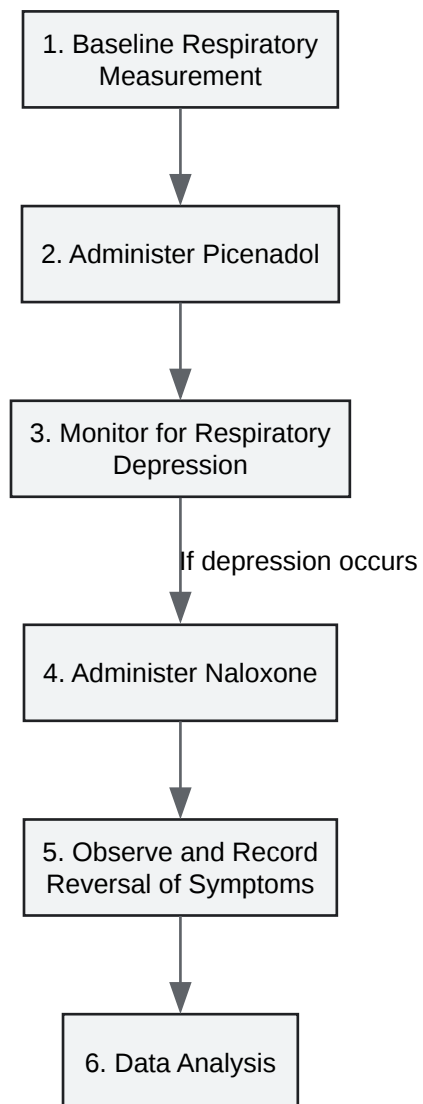 1. Baseline Respiratory
Measurement
2. Administer Picenadol
3. Monitor for Respiratory
Depression
If depression occurs
4. Administer Naloxone
5. Observe and Record
Reversal of Symptoms
6. Data Analysis